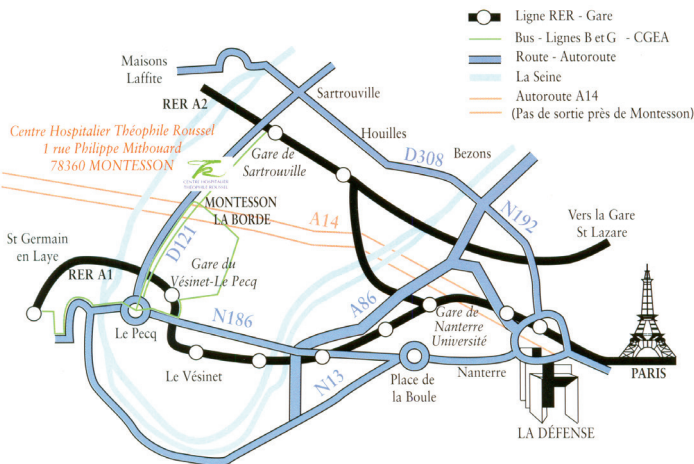 Ligne RER - Gare
Bus - Lignes B et G - CGEA
Route - Autoroute
La Seine
Autoroute A14
(Pas de sortie près de Montesson)
Maisons
Laffite
RER A2
Sartrouville
Centre Hospitalier Théophile Roussel
1 rue Philippe Mithouard
78360 MONTESSON
Houilles
Gare de
Sartrouville
D308
Bezons
CENTRE HOSPITALIER
THÉOPHILE ROUSSEL
MONTESSON
LA BORDE
N192
A14
Vers la Gare
St Lazare
St Germain
en Laye
D121
RER A1
Gare du
Vésinet-Le Pecq
A86
Le Pecq
N186
Gare de
Nanterre
Université
Le Vésinet
N13
Place de
la Boule
Nanterre
PARIS
LA DÉFENSE